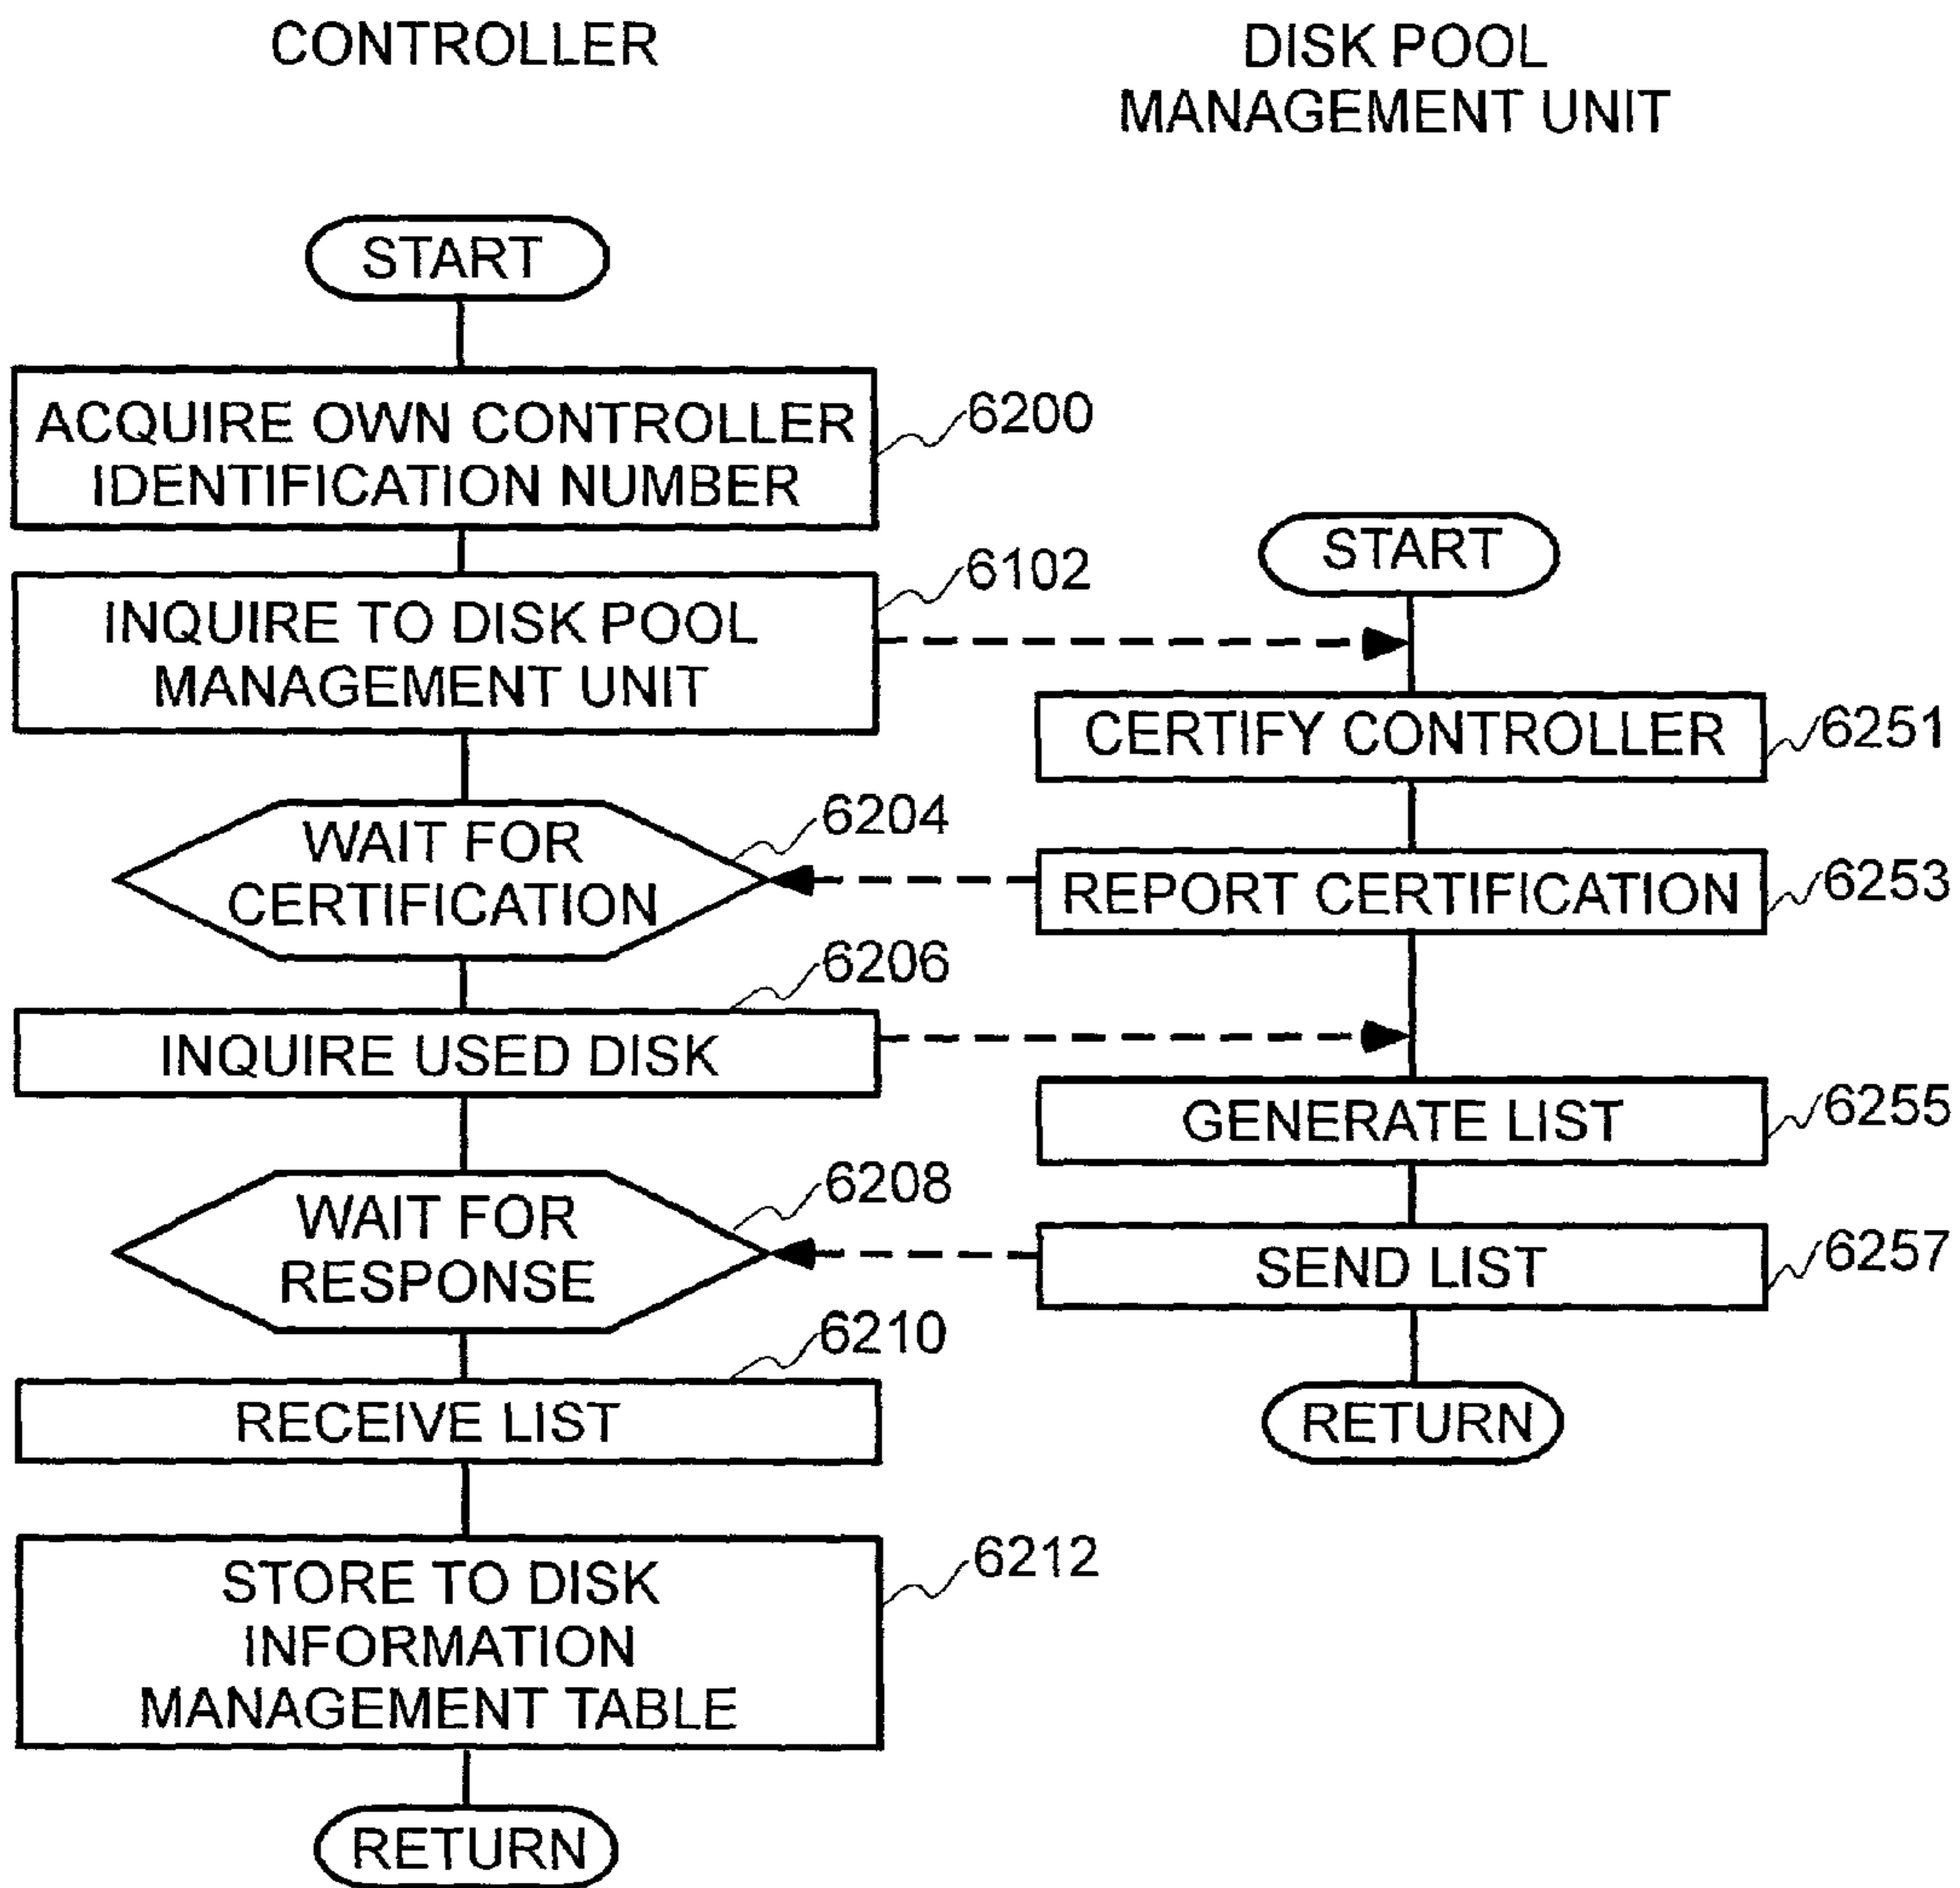 CONTROLLER
DISK POOL
MANAGEMENT UNIT
START
ACQUIRE OWN CONTROLLER
IDENTIFICATION NUMBER
6200
INQUIRE TO DISK POOL
MANAGEMENT UNIT
6102
WAIT FOR
CERTIFICATION
6204
INQUIRE USED DISK
6206
WAIT FOR
RESPONSE
6208
RECEIVE LIST
6210
STORE TO DISK
INFORMATION
MANAGEMENT TABLE
6212
RETURN
START
CERTIFY CONTROLLER
6251
REPORT CERTIFICATION
6253
GENERATE LIST
6255
SEND LIST
6257
RETURN